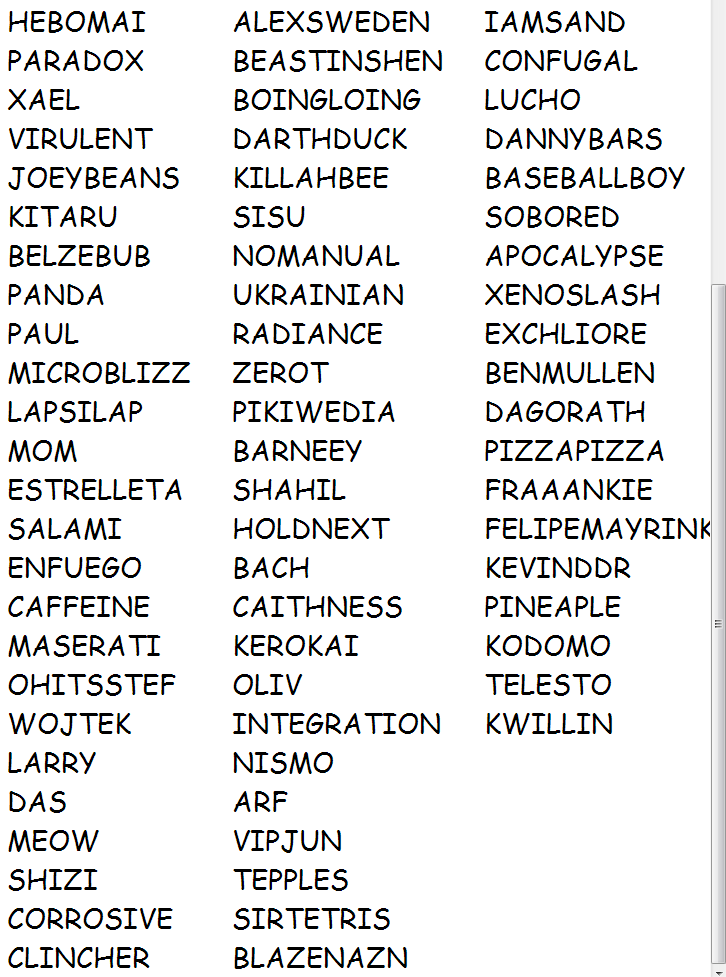 HEBOMAI ALEXSWEDEN IAMSAND
PARADOX BEASTINSHEN CONFUGAL
XAEL BOINGLOING LUCHO
VIRULENT DARTHDUCK DANNYBARS
JOEYBEANS KILLAHBEE BASEBALLBOY
KITARU SISU SOBORED
BELZEBUB NOMANUAL APOCALYPSE
PANDA UKRAINIAN XENOSLASH
PAUL RADIANCE EXCHLIORE
MICROBLIZZ ZEROT BENMULLEN
LAPSILAP PIKIWEDIA DAGORATH
MOM BARNEEY PIZZAPIZZA
ESTRELLETA SHAHIL FRAAANKIE
SALAMI HOLDNEXT FELIPEMAYRINK
ENFUEGO BACH KEVINDDR
CAFFEINE CAITHNESS PINEAPLE
MASERATI KEROKAI KODOMO
OHITSSTEF OLIV TELESTO
WOJTEK INTEGRATION KWILLIN
LARRY NISMO
DAS ARF
MEOW VIPJUN
SHIZI TEPPLES
CORROSIVE SIRTETRIS
CLINCHER BLAZENAZN